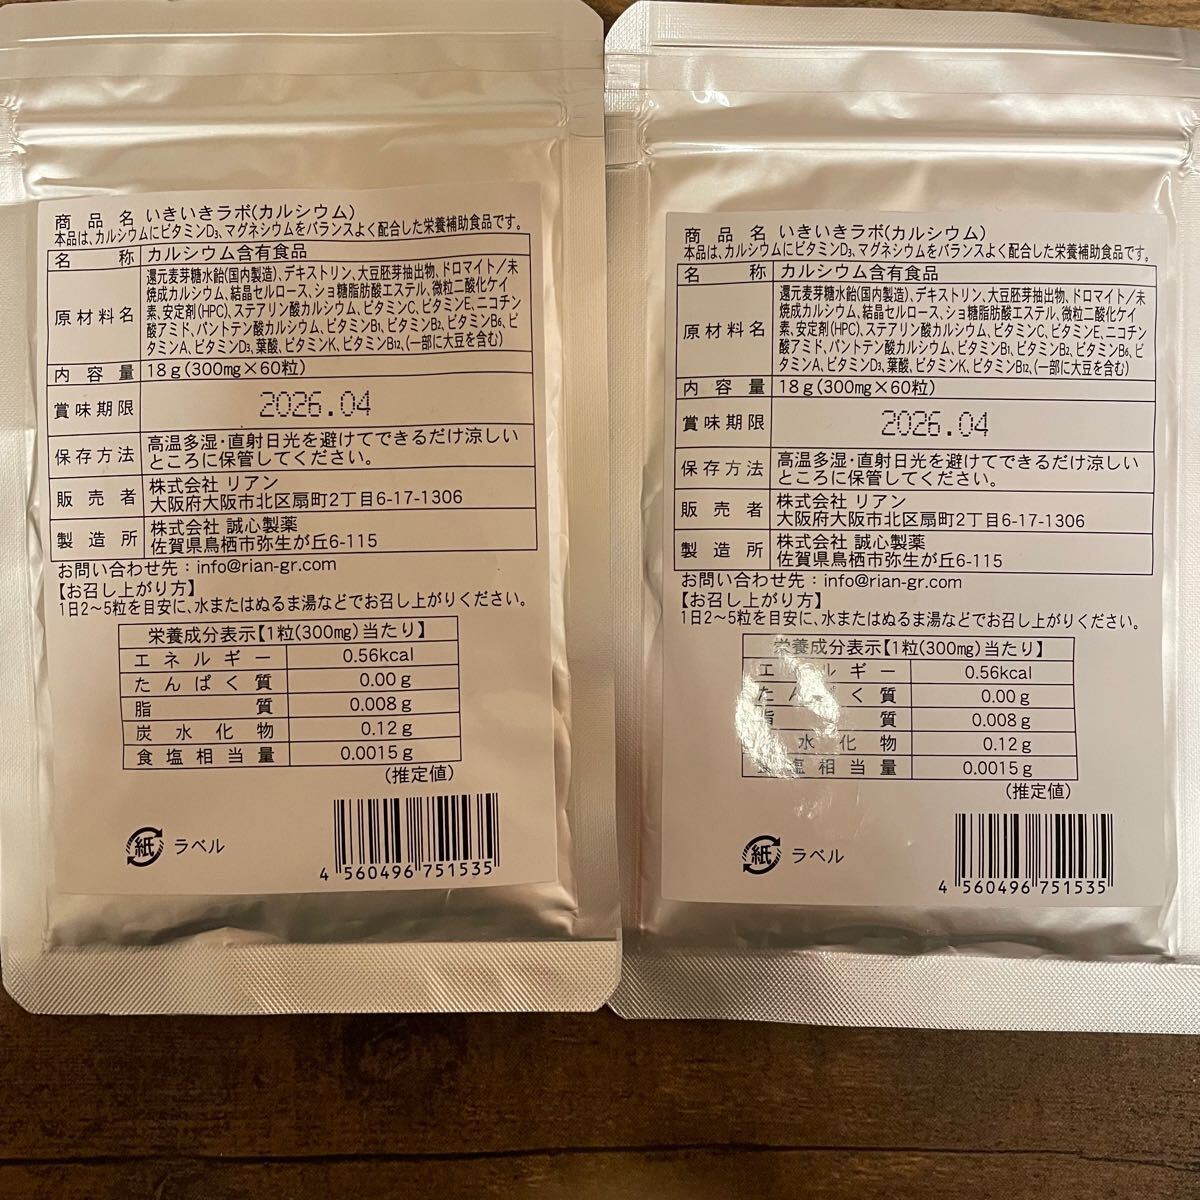 商品名 いきいきラボ(カルシウム)
本品は、カルシウムにビタミンD₃、マグネシウムをバランスよく配合した栄養補助食品です。
名称 カルシウム含有食品
原材料名 還元麦芽糖水飴(国内製造)、デキストリン、大豆胚芽抽出物、ドロマイト/未
焼成カルシウム、結晶セルロース、ショ糖脂肪酸エステル、微粒二酸化ケイ
素、安定剤(HPC)、ステアリン酸カルシウム、ビタミンC、ビタミンE、ニコチン
酸アミド、パントテン酸カルシウム、ビタミンB₁、ビタミンB₂、ビタミンB₆、ビ
タミンA、ビタミンD₃、葉酸、ビタミンK、ビタミンB₁₂、(一部に大豆を含む)
内容量 18g(300mg×60粒)
賞味期限 2026.04
保存方法 高温多湿・直射日光を避けてできるだけ涼しい
ところに保管してください。
販売者 株式会社 リアン
大阪府大阪市北区扇町2丁目6-17-1306
製造所 株式会社 誠心製薬
佐賀県鳥栖市弥生が丘6-115
お問い合わせ先：info@rian-gr.com
【お召し上がり方】
1日2〜5粒を目安に、水またはぬるま湯などでお召し上がりください。
栄養成分表示【1粒(300mg)当たり】
エネルギー 0.56kcal
たんぱく質 0.00g
脂質 0.008g
炭水化物 0.12g
食塩相当量 0.0015g
(推定値)
紙 ラベル
4 560496 751535
商品名 いきいきラボ(カルシウム)
本品は、カルシウムにビタミンD₃、マグネシウムをバランスよく配合した栄養補助食品です。
名称 カルシウム含有食品
原材料名 還元麦芽糖水飴(国内製造)、デキストリン、大豆胚芽抽出物、ドロマイト/未
焼成カルシウム、結晶セルロース、ショ糖脂肪酸エステル、微粒二酸化ケイ
素、安定剤(HPC)、ステアリン酸カルシウム、ビタミンC、ビタミンE、ニコチン
酸アミド、パントテン酸カルシウム、ビタミンB₁、ビタミンB₂、ビタミンB₆、ビ
タミンA、ビタミンD₃、葉酸、ビタミンK、ビタミンB₁₂、(一部に大豆を含む)
内容量 18g(300mg×60粒)
賞味期限 2026.04
保存方法 高温多湿・直射日光を避けてできるだけ涼しい
ところに保管してください。
販売者 株式会社 リアン
大阪府大阪市北区扇町2丁目6-17-1306
製造所 株式会社 誠心製薬
佐賀県鳥栖市弥生が丘6-115
お問い合わせ先：info@rian-gr.com
【お召し上がり方】
1日2〜5粒を目安に、水またはぬるま湯などでお召し上がりください。
栄養成分表示【1粒(300mg)当たり】
エネルギー 0.56kcal
たんぱく質 0.00g
脂質 0.008g
水化物 0.12g
食塩相当量 0.0015g
(推定値)
紙 ラベル
4 560496 751535